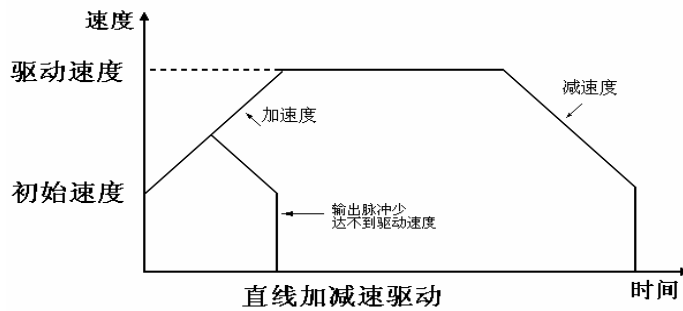 速度
驱动速度
加速度
减速度
初始速度
输出脉冲少
达不到驱动速度
直线加减速驱动
时间